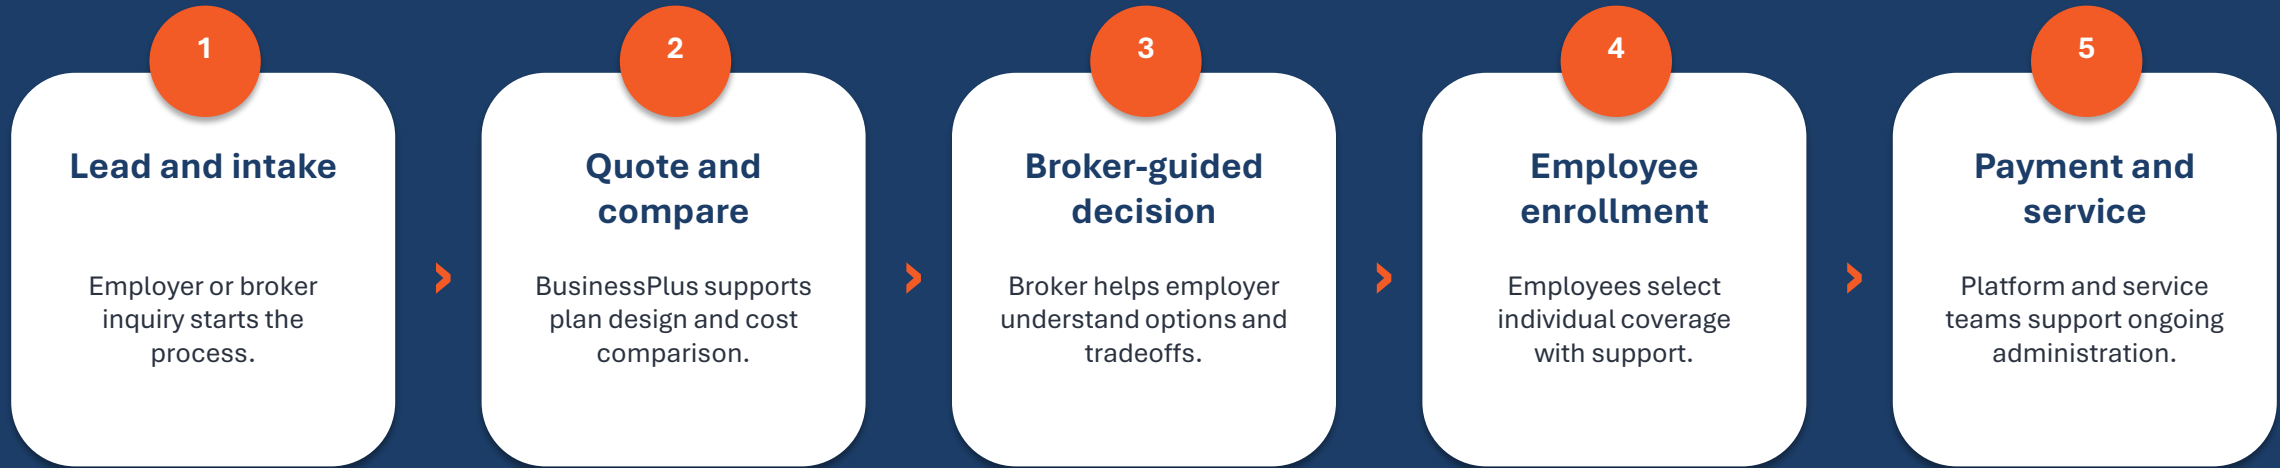 1
Lead and intake
Employer or broker
inquiry starts the
process.
›
2
Quote and
compare
BusinessPlus supports
plan design and cost
comparison.
›
3
Broker-guided
decision
Broker helps employer
understand options and
tradeoffs.
›
4
Employee
enrollment
Employees select
individual coverage
with support.
›
5
Payment and
service
Platform and service
teams support ongoing
administration.